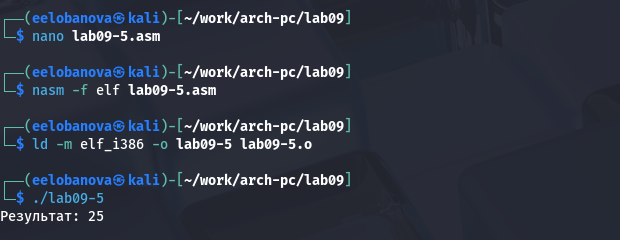 ┌──(eelobanova㉿kali)-[~/work/arch-pc/lab09]
└─$ nano lab09-5.asm
┌──(eelobanova㉿kali)-[~/work/arch-pc/lab09]
└─$ nasm -f elf lab09-5.asm
┌──(eelobanova㉿kali)-[~/work/arch-pc/lab09]
└─$ ld -m elf_i386 -o lab09-5 lab09-5.o
┌──(eelobanova㉿kali)-[~/work/arch-pc/lab09]
└─$ ./lab09-5
Результат: 25